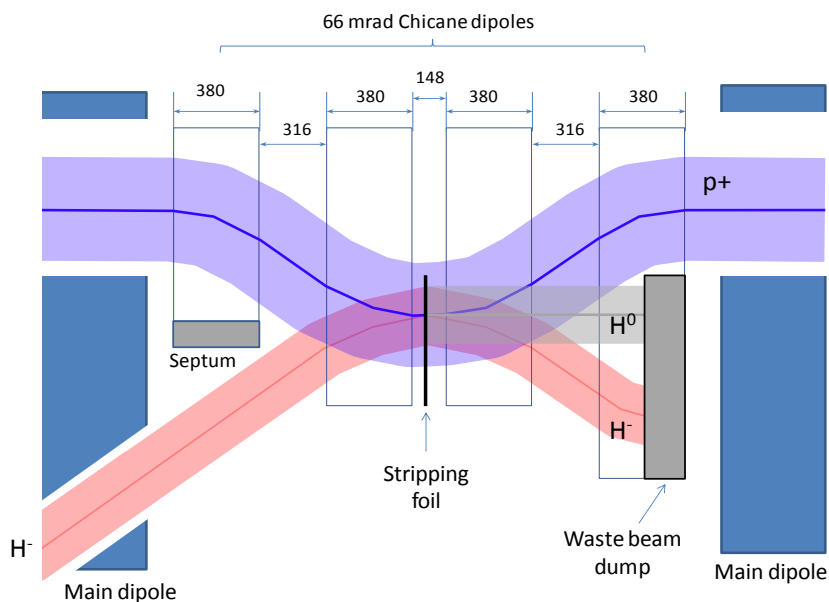 66 mrad Chicane dipoles
148
380
380
380
380
316
316
p+
H⁰
Septum
H⁻
Stripping
foil
H⁻
Waste beam
dump
Main dipole
Main dipole